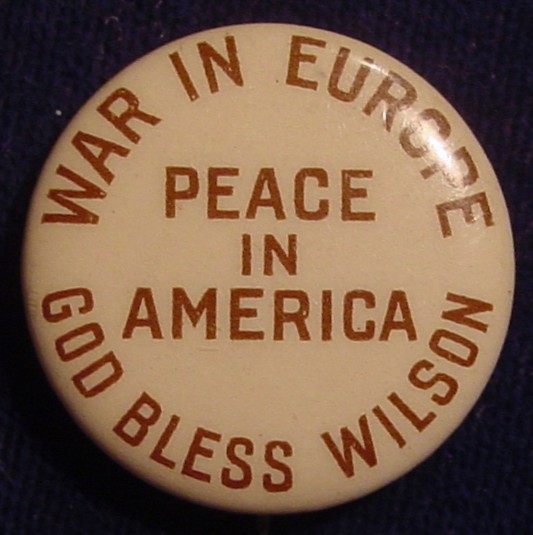 WAR IN EUROPE
PEACE
IN
AMERICA
GOD BLESS WILSON